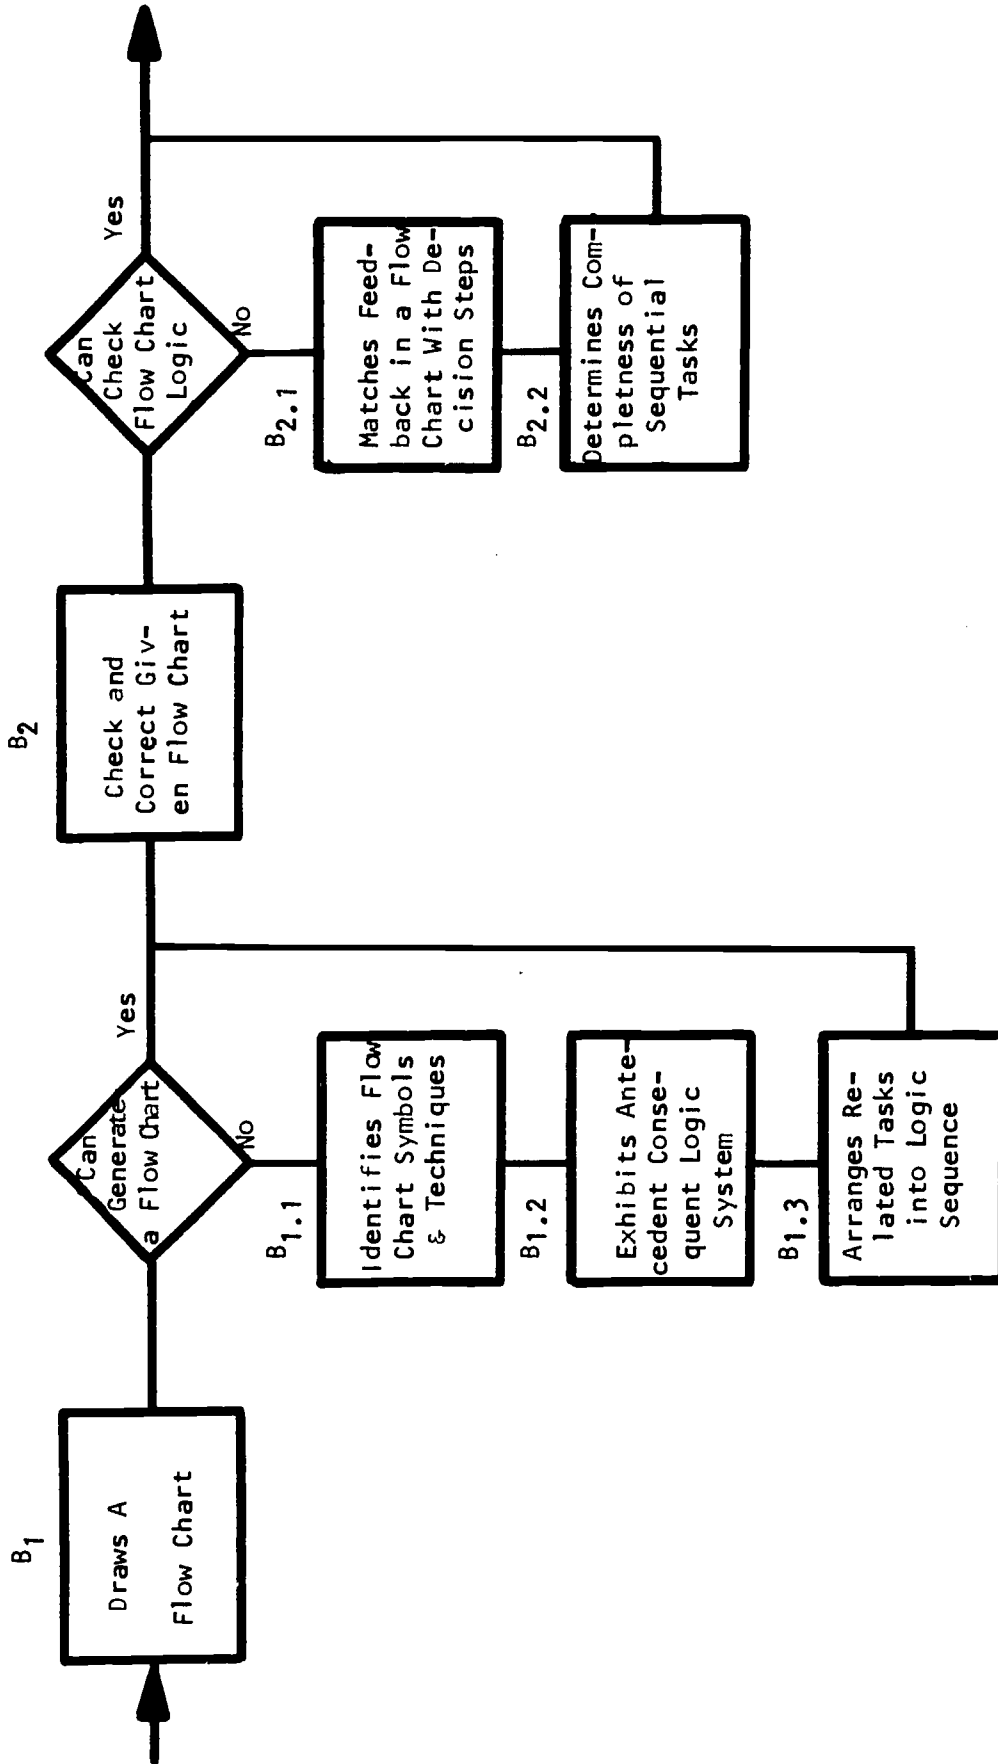 B1
Draws A
Flow Chart
Can
Generate
a Flow Chart
Yes
No
B1.1
Identifies Flow
Chart Symbols
& Techniques
B1.2
Exhibits Ante-
cedent Conse-
quent Logic
System
B1.3
Arranges Re-
lated Tasks
into Logic
Sequence
B2
Check and
Correct Giv-
en Flow Chart
Can
Check
Flow Chart
Logic
Yes
No
B2.1
Matches Feed-
back in a Flow
Chart With De-
cision Steps
B2.2
Determines Com-
pletness of
Sequential
Tasks